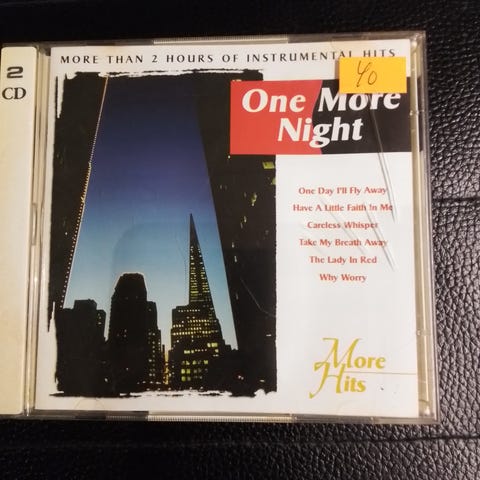 2
CD
MORE THAN 2 HOURS OF INSTRUMENTAL HITS
40
One More
Night
One Day I'll Fly Away
Have A Little Faith In Me
Careless Whisper
Take My Breath Away
The Lady In Red
Why Worry
More
Hits